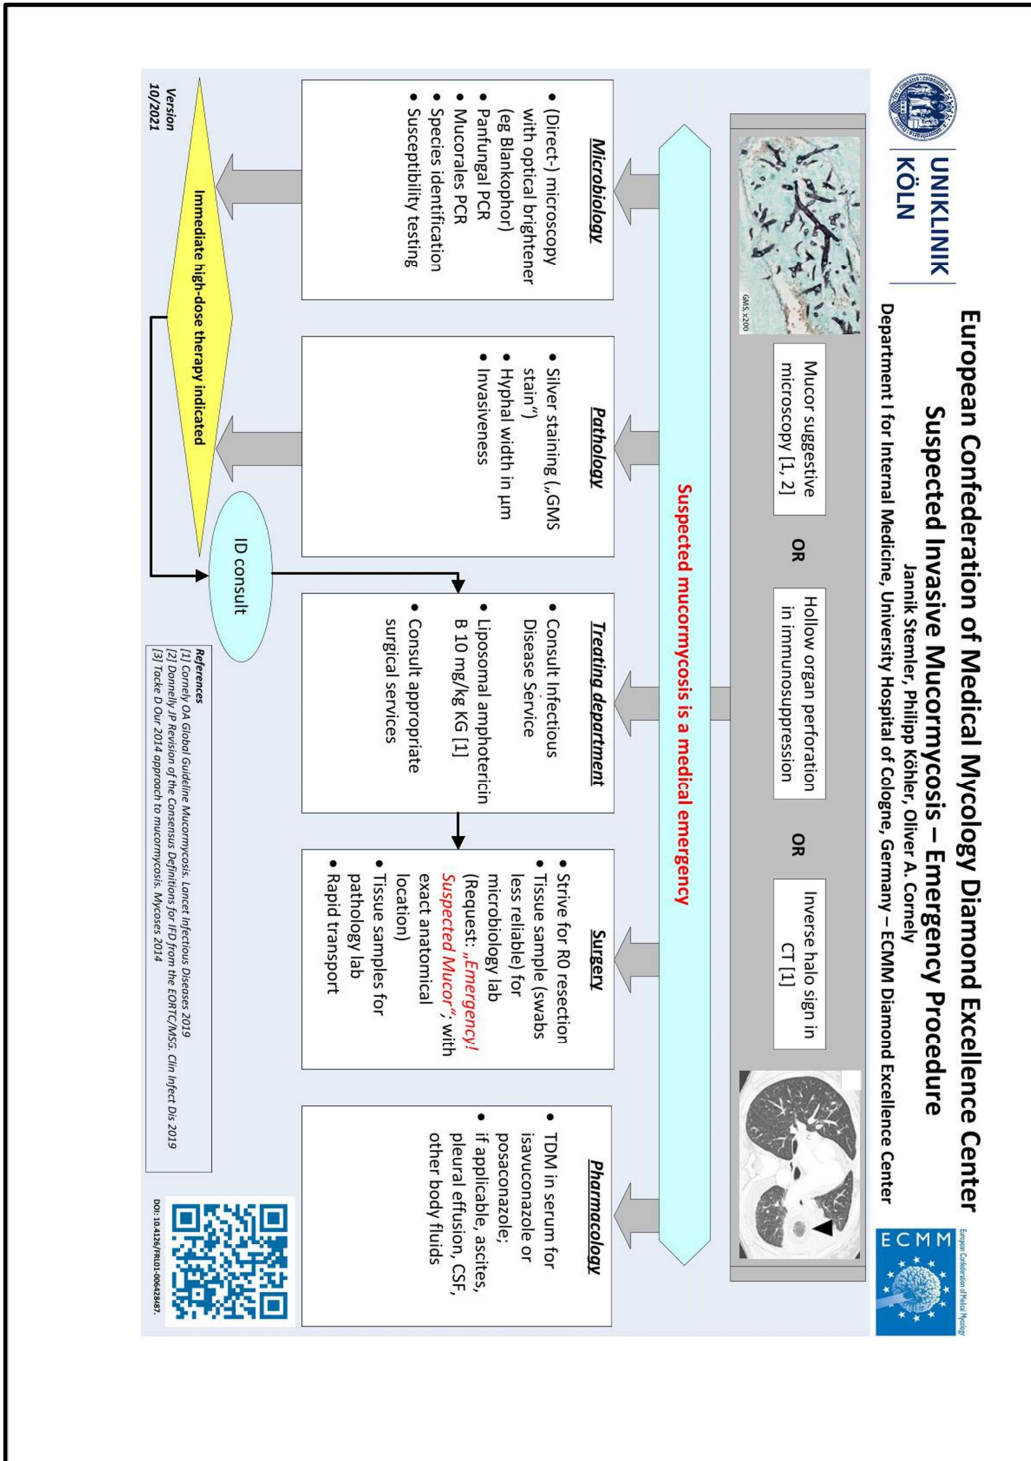 UNIKLINIK
KÖLN
European Confederation of Medical Mycology Diamond Excellence Center
Suspected Invasive Mucormycosis – Emergency Procedure
Jannik Stemler, Philipp Köhler, Oliver A. Cornely
Department I for Internal Medicine, University Hospital of Cologne, Germany – ECMM Diamond Excellence Center
European Confederation of Medical Mycology
ECMM
GMS, x200
Mucor suggestive
microscopy [1, 2]
OR
Hollow organ perforation
in immunosuppression
OR
Inverse halo sign in
CT [1]
Suspected mucormycosis is a medical emergency
Microbiology
• (Direct-) microscopy
with optical brightener
(eg Blankophor)
• Panfungal PCR
• Mucorales PCR
• Species identification
• Susceptibility testing
Pathology
• Silver staining („GMS
stain“)
• Hyphal width in µm
• Invasiveness
Treating department
• Consult Infectious
Disease Service
• Liposomal amphotericin
B 10 mg/kg KG [1]
• Consult appropriate
surgical services
Surgery
• Strive for R0 resection
• Tissue sample (swabs
less reliable) for
microbiology lab
(Request: „Emergency!
Suspected Mucor“; with
exact anatomical
location)
• Tissue samples for
pathology lab
• Rapid transport
Pharmacology
• TDM in serum for
isavuconazole or
posaconazole;
• if applicable, ascites,
pleural effusion, CSF,
other body fluids
Immediate high-dose therapy indicated
ID consult
Version
10/2021
References
[1] Cornely OA Global Guideline Mucormycosis. Lancet Infectious Diseases 2019
[2] Donnelly JP Revision of the Consensus Definitions for IFD from the EORTC/MSG. Clin Infect Dis 2019
[3] Tacke D Our 2014 approach to mucormycosis. Mycoses 2014
DOI: 10.4126/FRL01-006428487.